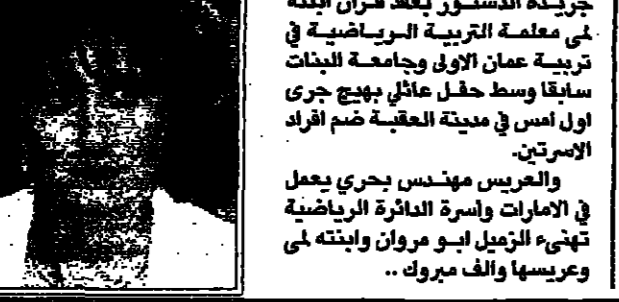 جريدة الدستور بعقد قران ابنته
لمى معلمة التربية الرياضية في
تربية عمان الاولى وجامعة البنات
سابقا وسط حفل عائلي بهيج جرى
اول امس في مدينة العقبة ضم افراد
الاسرتين.
والعريس مهندس بحري يعمل
في الامارات واسرة الدائرة الرياضية
تهنىء الزميل ابو مروان وابنته لمى
وعريسها والف مبروك ..